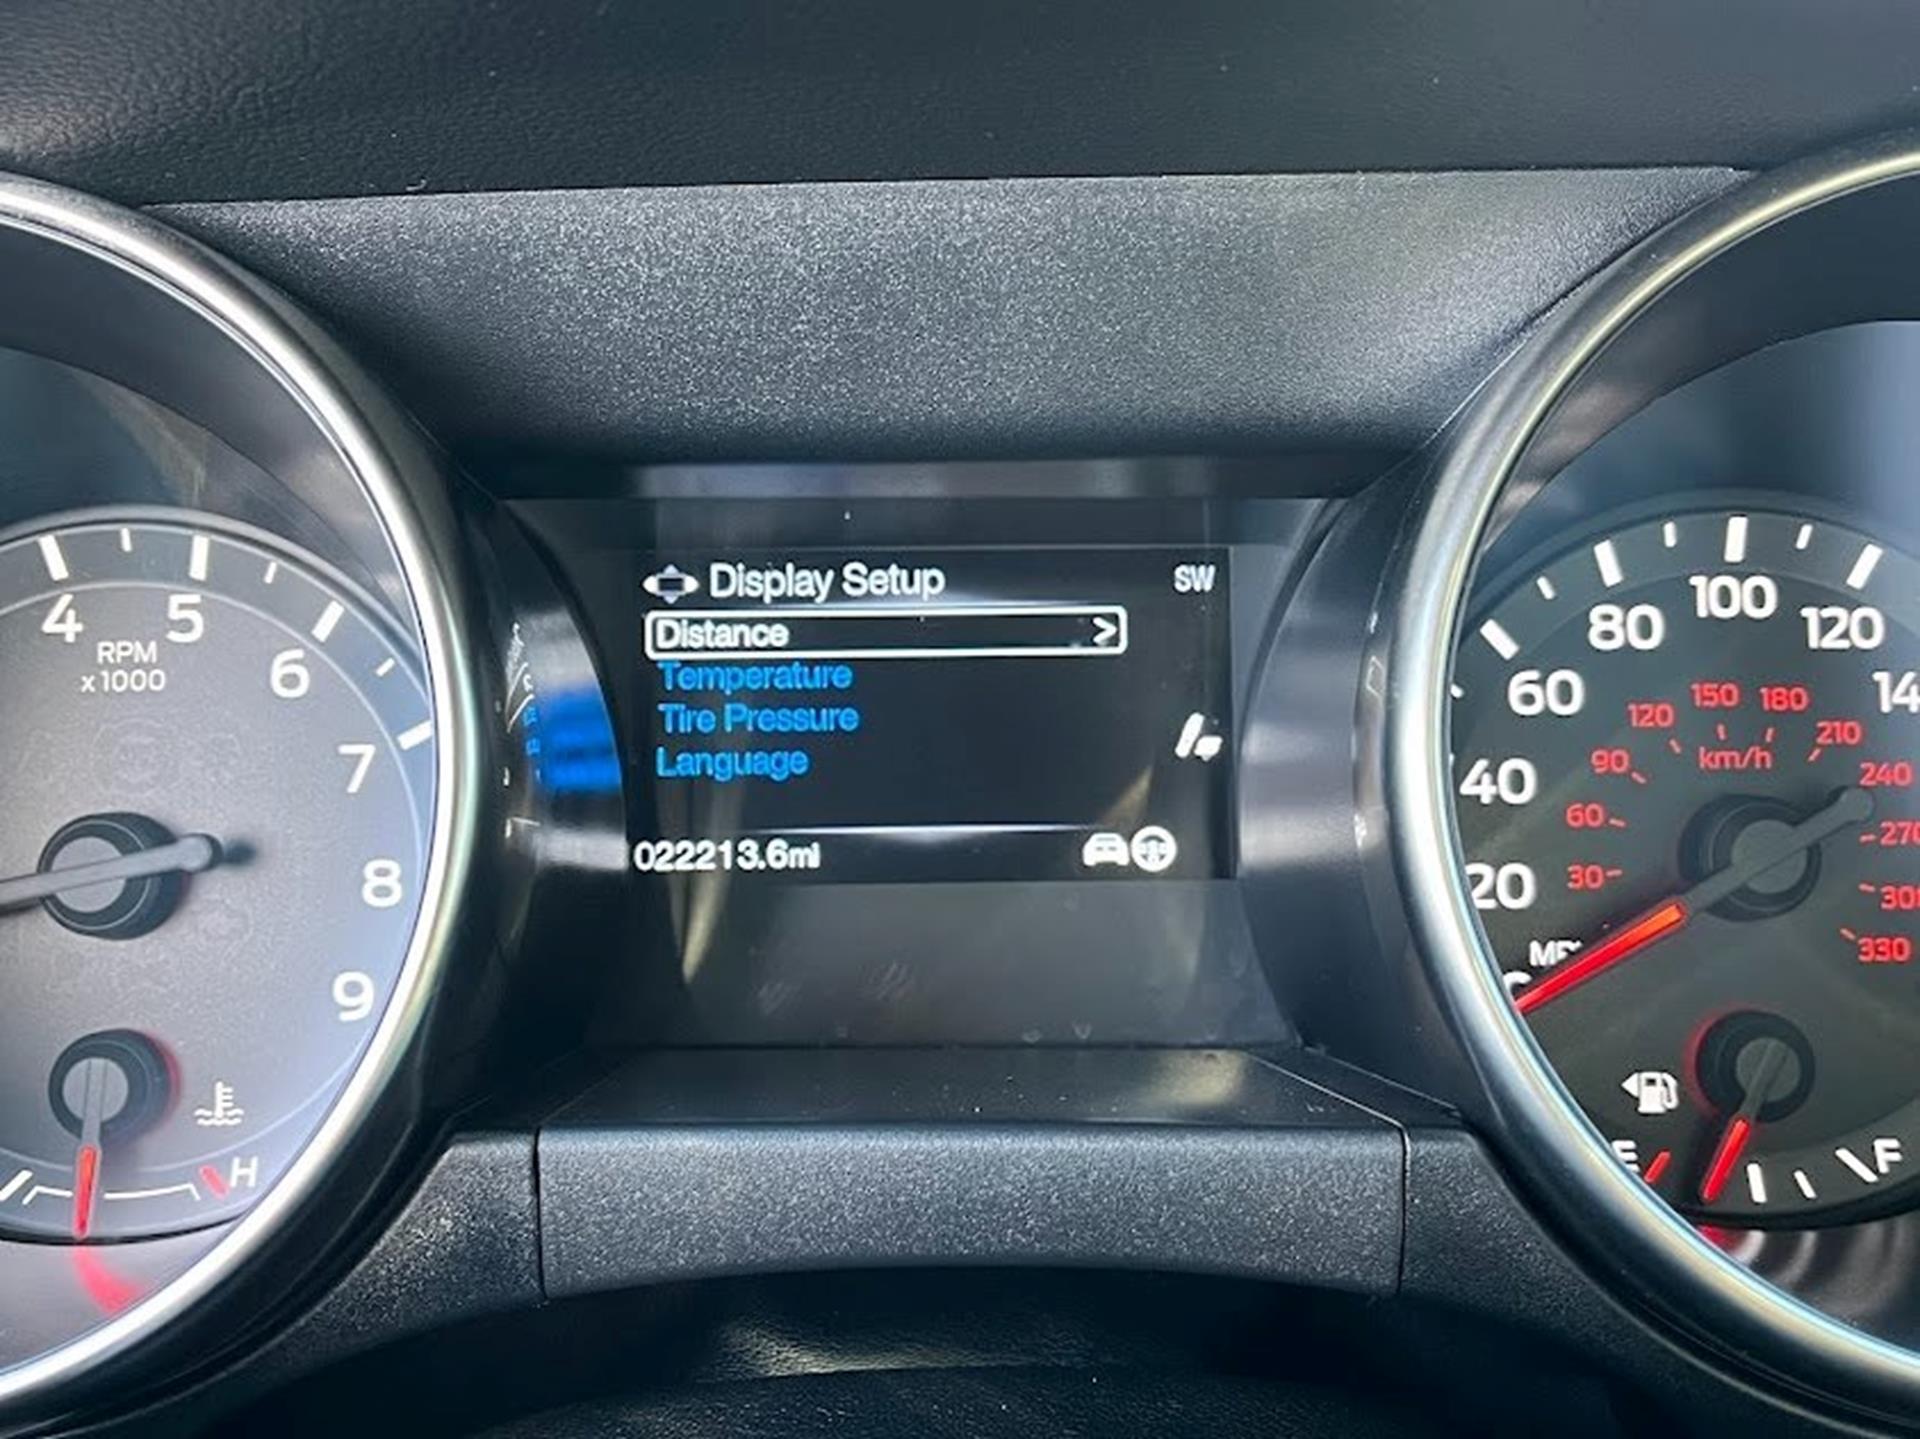 Display Setup
SW
Distance >
Temperature
Tire Pressure
Language
022213.6mi
4
5
6
7
8
9
RPM
x1000
H
20
40
60
80
100
120
km/h
30
60
90
120
150
180
210
240
330
E
F